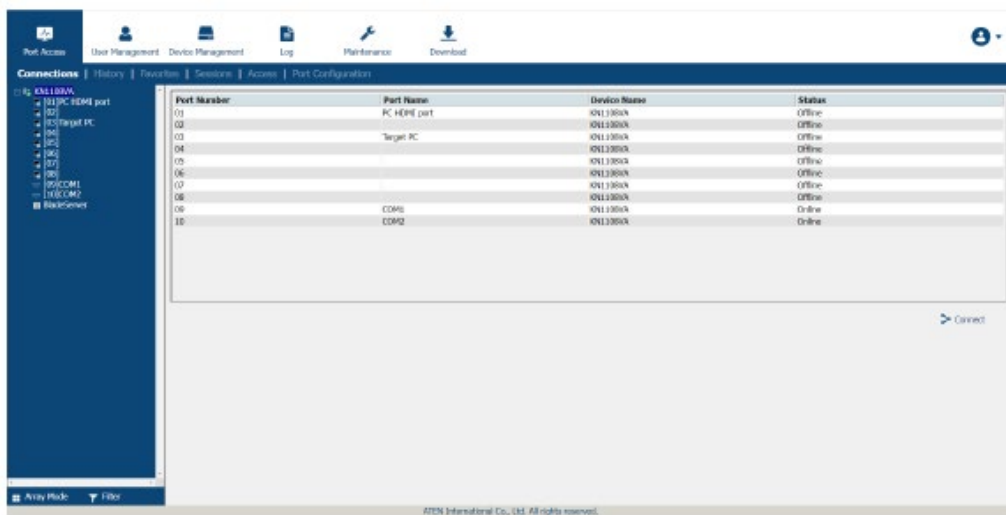 Port Access User Management Device Management Log Maintenance Download
Connections | History | Favorites | Sessions | Access | Port Configuration
KN1108VA
[01]PC HDMI port
[02]
[03]Target PC
[04]
[05]
[06]
[07]
[08]
[09]COM1
[10]COM2
BladeServer
Port Number Port Name Device Name Status
01 PC HDMI port KN1108VA Offline
02 KN1108VA Offline
03 Target PC KN1108VA Offline
04 KN1108VA Offline
05 KN1108VA Offline
06 KN1108VA Offline
07 KN1108VA Offline
08 KN1108VA Offline
09 COM1 KN1108VA Online
10 COM2 KN1108VA Online
Connect
Array Mode Filter
ATEN International Co., Ltd. All rights reserved.